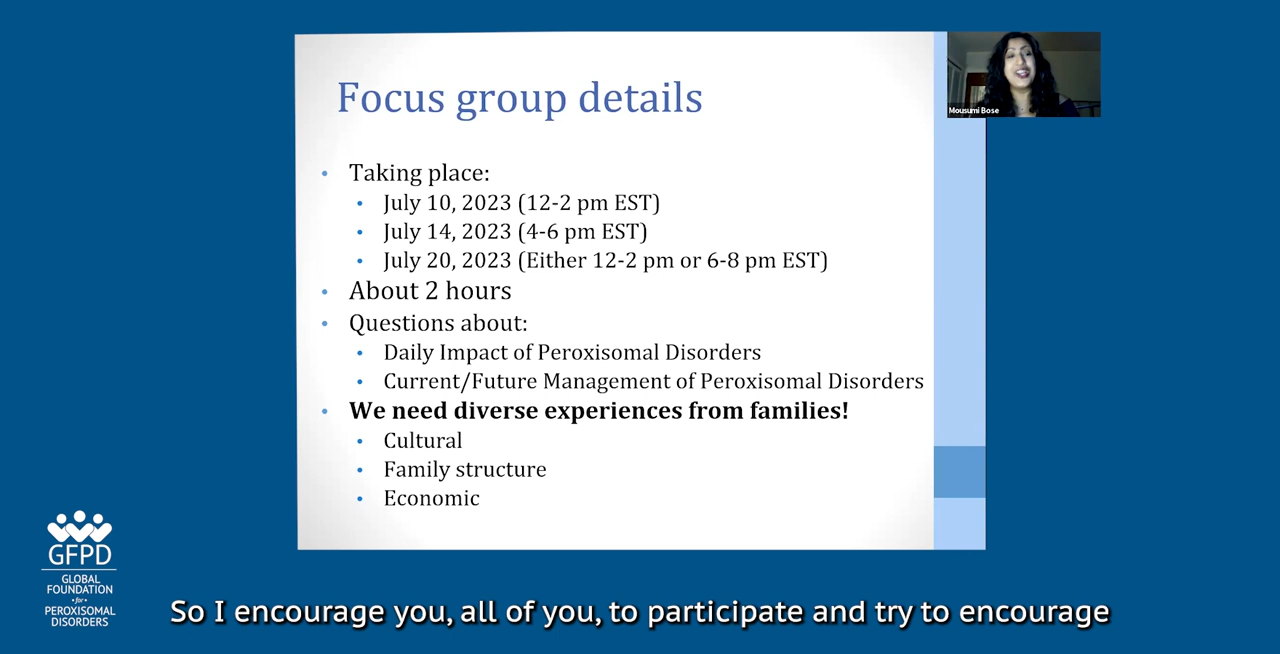 Focus group details
Mousumi Bose
• Taking place:
• July 10, 2023 (12-2 pm EST)
• July 14, 2023 (4-6 pm EST)
• July 20, 2023 (Either 12-2 pm or 6-8 pm EST)
• About 2 hours
• Questions about:
• Daily Impact of Peroxisomal Disorders
• Current/Future Management of Peroxisomal Disorders
• We need diverse experiences from families!
• Cultural
• Family structure
• Economic
GFPD
GLOBAL
FOUNDATION
• for •
PEROXISOMAL
DISORDERS
So I encourage you, all of you, to participate and try to encourage